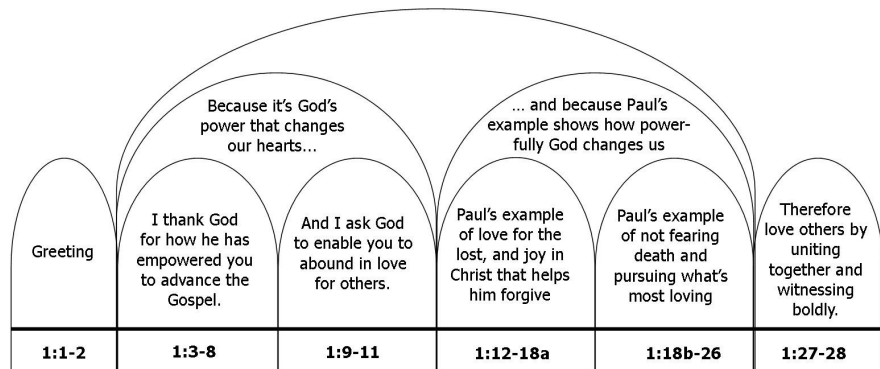 Because it's God's
power that changes
our hearts...
... and because Paul's
example shows how power-
fully God changes us
Greeting
I thank God
for how he has
empowered you
to advance the
Gospel.
And I ask God
to enable you to
abound in love
for others.
Paul's example
of love for the
lost, and joy in
Christ that helps
him forgive
Paul's example
of not fearing
death and
pursuing what's
most loving
Therefore
love others by
uniting
together and
witnessing
boldly.
1:1-2
1:3-8
1:9-11
1:12-18a
1:18b-26
1:27-28